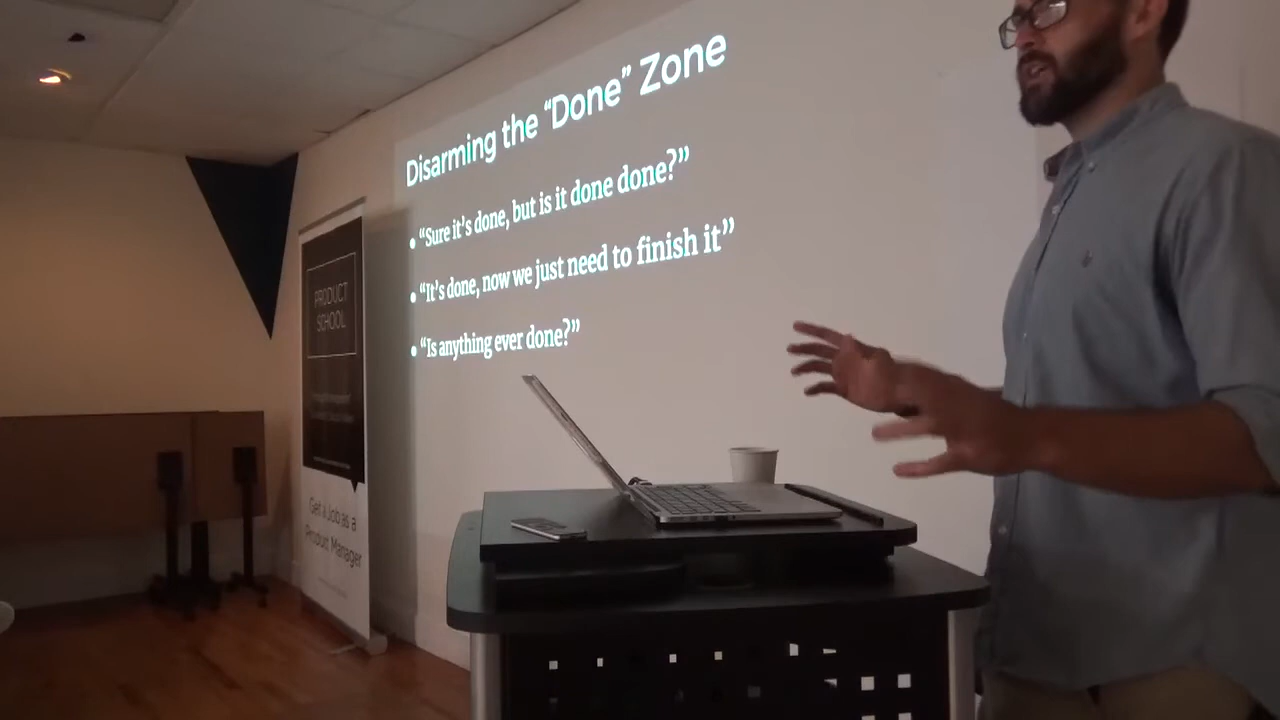 Disarming the “Done” Zone
• “Sure it’s done, but is it done done?”
• “It’s done, now we just need to finish it”
• “Is anything ever done?”
PRODUCT
SCHOOL
Get a Job as a
Product Manager